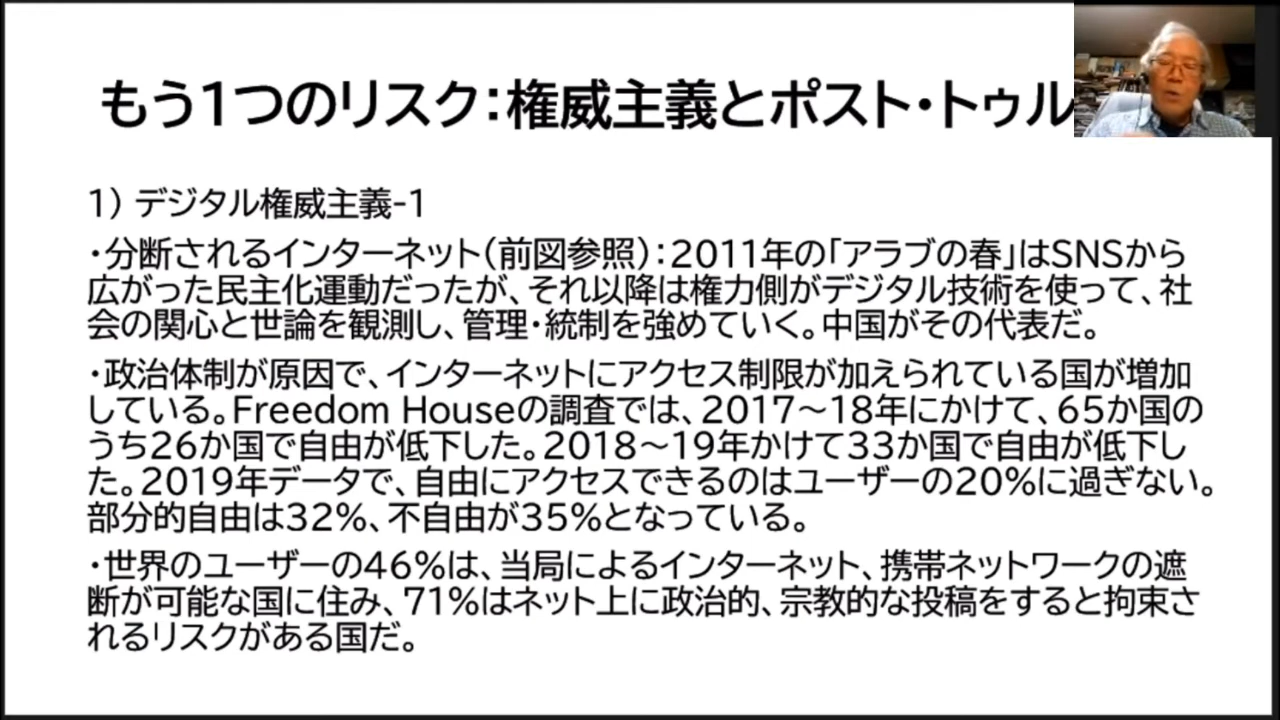 もう1つのリスク：権威主義とポスト・トゥル
1） デジタル権威主義-1
・分断されるインターネット（前図参照）：2011年の「アラブの春」はSNSから
広がった民主化運動だったが、それ以降は権力側がデジタル技術を使って、社
会の関心と世論を観測し、管理・統制を強めていく。中国がその代表だ。
・政治体制が原因で、インターネットにアクセス制限が加えられている国が増加
している。Freedom Houseの調査では、2017～18年にかけて、65か国の
うち26か国で自由が低下した。2018～19年かけて33か国で自由が低下し
た。2019年データで、自由にアクセスできるのはユーザーの20%に過ぎない。
部分的自由は32%、不自由が35%となっている。
・世界のユーザーの46%は、当局によるインターネット、携帯ネットワークの遮
断が可能な国に住み、71%はネット上に政治的、宗教的な投稿をすると拘束さ
れるリスクがある国だ。